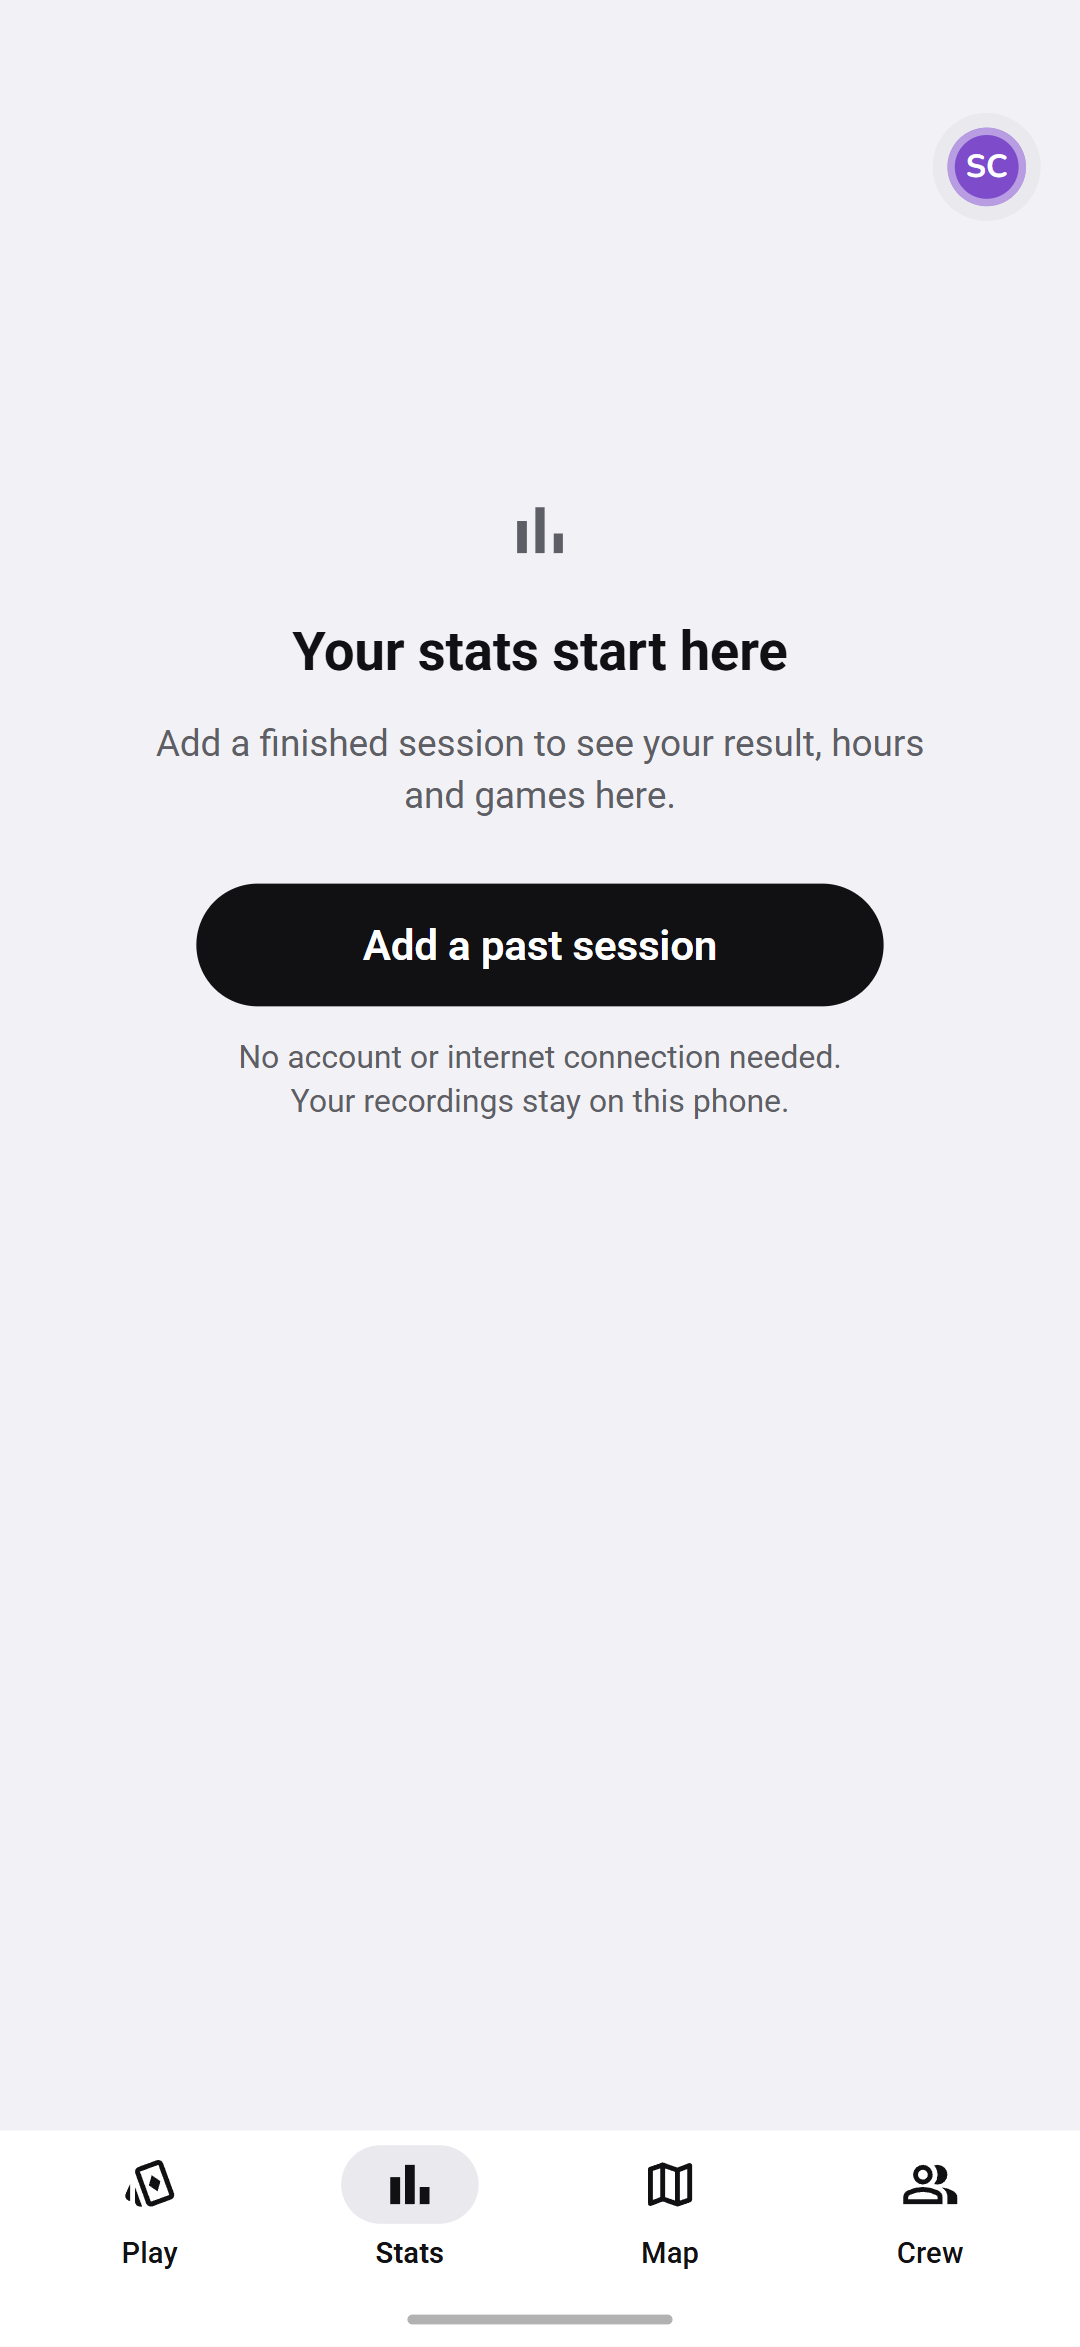 SC
Your stats start here
Add a finished session to see your result, hours
and games here.
Add a past session
No account or internet connection needed.
Your recordings stay on this phone.
Play
Stats
Map
Crew